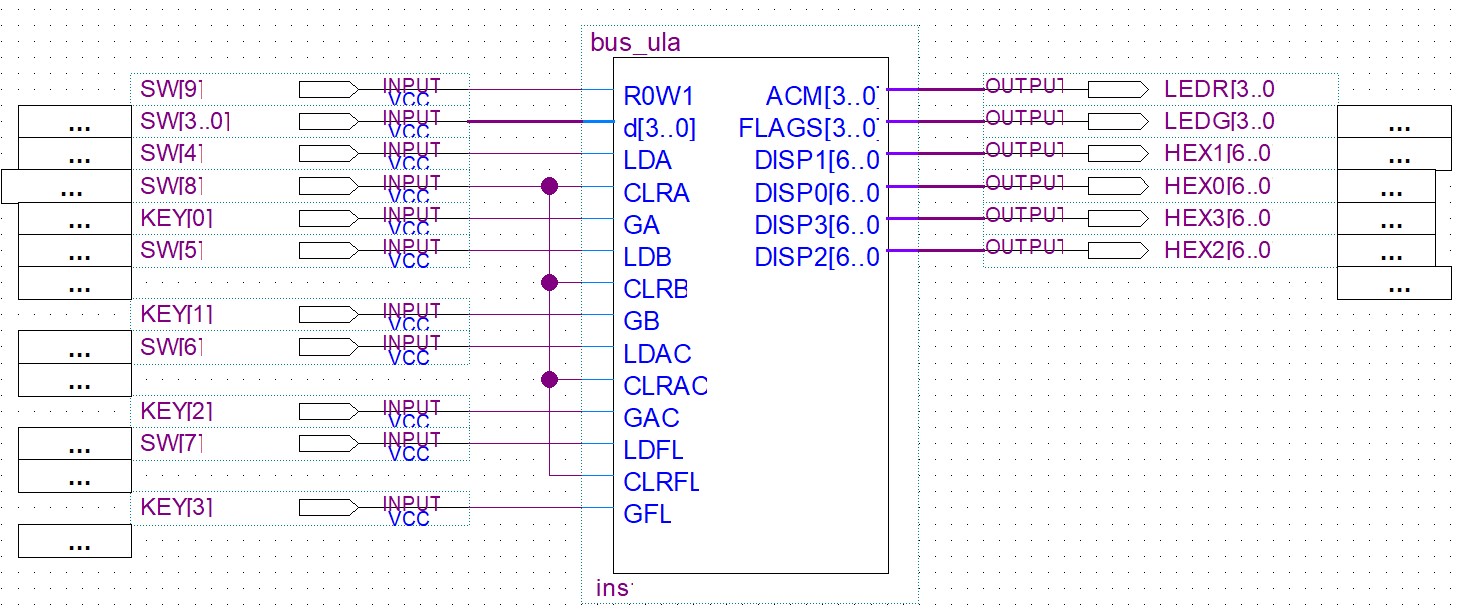 bus_ula
SW[9]
INPUT
VCC
R0W1
ACM[3..0]
OUTPUT
LEDR[3..0
...
SW[3..0]
INPUT
VCC
d[3..0]
FLAGS[3..0]
OUTPUT
LEDG[3..0
...
...
SW[4]
INPUT
VCC
LDA
DISP1[6..0
OUTPUT
HEX1[6..0
...
...
SW[8]
INPUT
VCC
CLRA
DISP0[6..0
OUTPUT
HEX0[6..0
...
...
KEY[0]
INPUT
VCC
GA
DISP3[6..0
OUTPUT
HEX3[6..0
...
SW[5]
INPUT
VCC
LDB
DISP2[6..0
OUTPUT
HEX2[6..0
...
...
CLRB
...
KEY[1]
INPUT
VCC
GB
...
SW[6]
INPUT
VCC
LDAC
...
CLRAC
KEY[2]
INPUT
VCC
GAC
...
SW[7]
INPUT
VCC
LDFL
...
CLRFL
KEY[3]
INPUT
VCC
GFL
...
ins